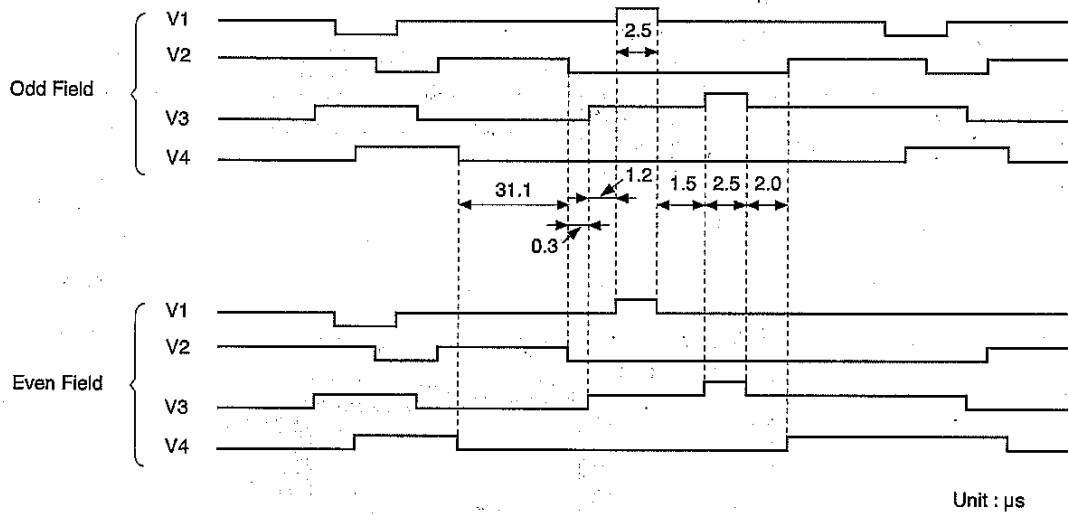 Odd Field
V1
2.5
V2
V3
V4
31.1
1.2
1.5
2.5
2.0
0.3
Even Field
V1
V2
V3
V4
Unit : µs